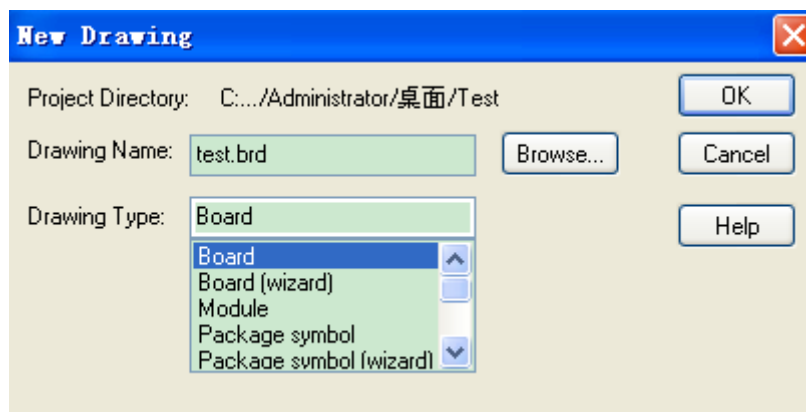 New Drawing
Project Directory: C:.../Administrator/桌面/Test
OK
Drawing Name: test.brd
Browse...
Cancel
Drawing Type: Board
Help
Board
Board (wizard)
Module
Package symbol
Package symbol (wizard)